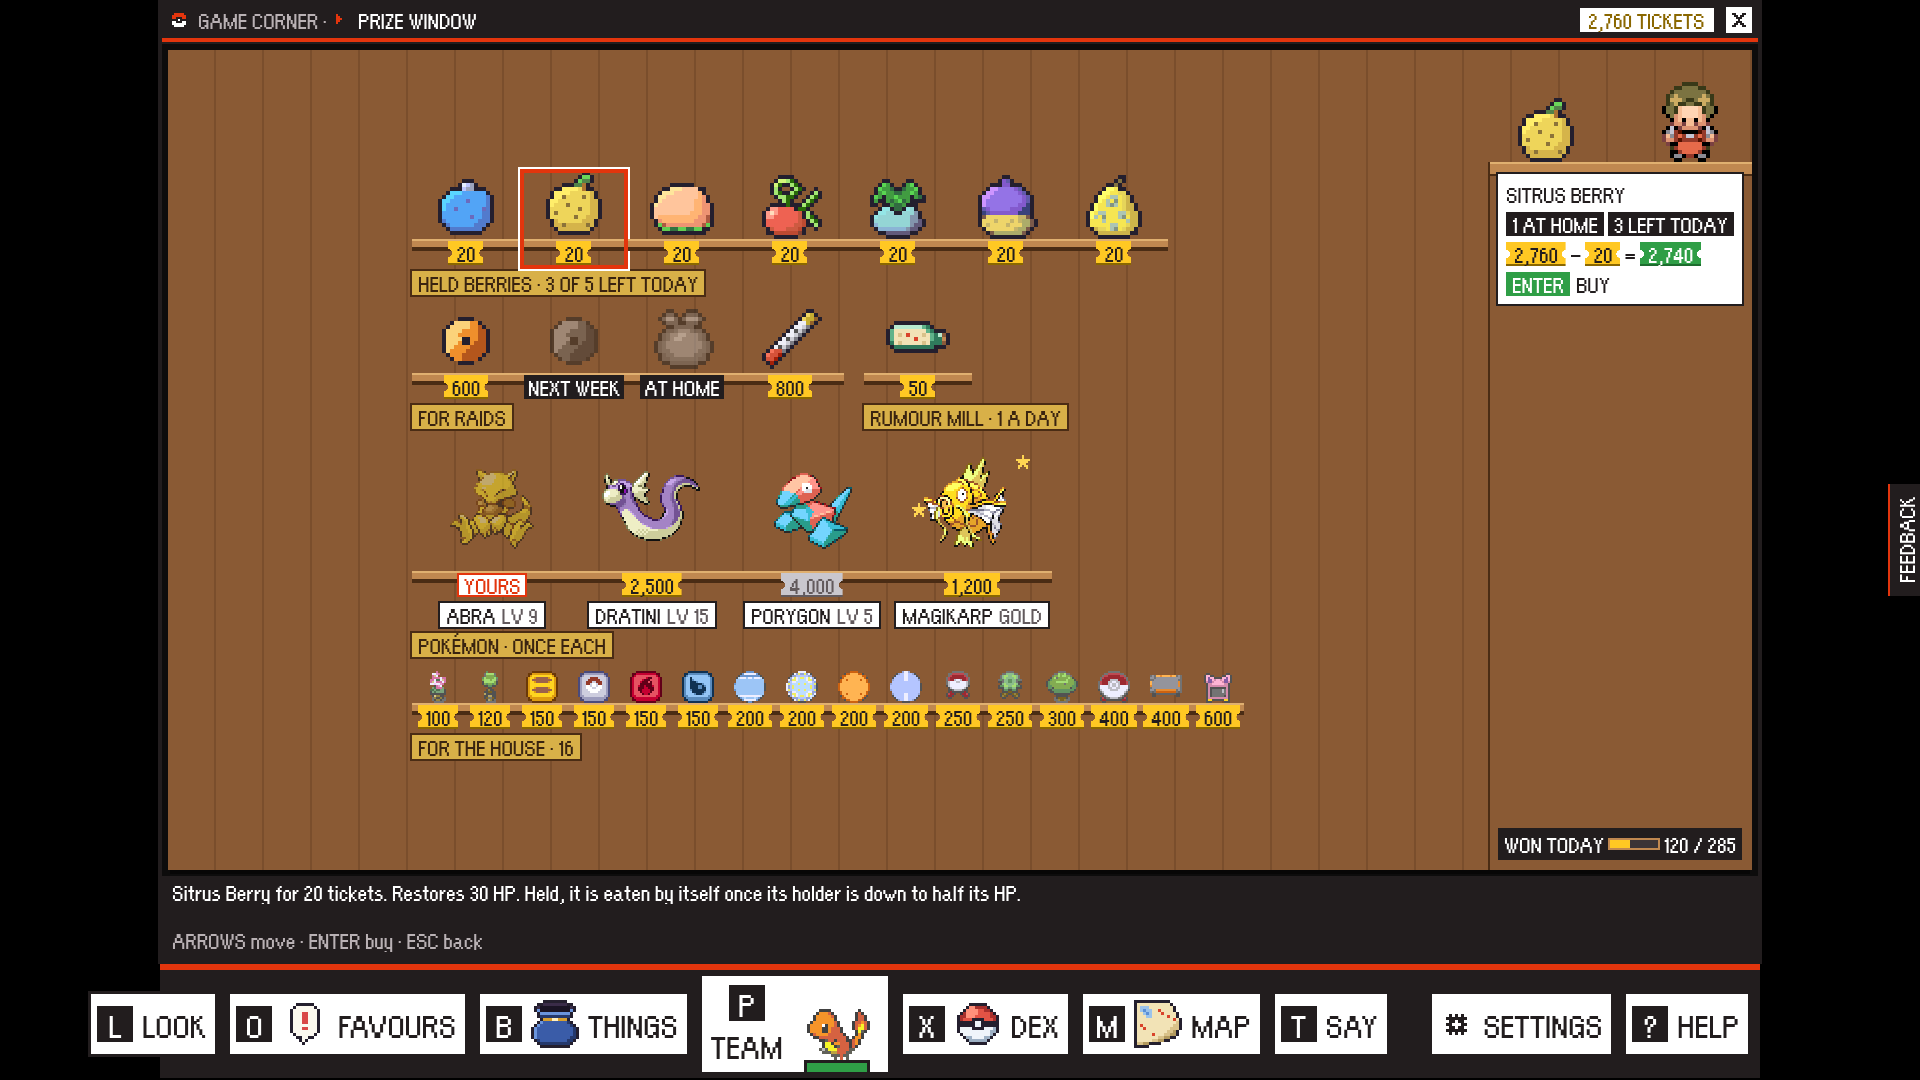 GAME CORNER · PRIZE WINDOW
2,760 TICKETS X
20 20 20 20 20 20 20
HELD BERRIES · 3 OF 5 LEFT TODAY
SITRUS BERRY
1 AT HOME 3 LEFT TODAY
2,760 - 20 = 2,740
ENTER BUY
600 NEXT WEEK AT HOME 800 50
FOR RAIDS RUMOUR MILL · 1 A DAY
YOURS 2,500 4,000 1,200
ABRA LV 9 DRATINI LV 15 PORYGON LV 5 MAGIKARP GOLD
POKÉMON · ONCE EACH
100 120 150 150 150 150 200 200 200 200 250 250 300 400 400 600
FOR THE HOUSE · 16
WON TODAY 120 / 285
Sitrus Berry for 20 tickets. Restores 30 HP. Held, it is eaten by itself once its holder is down to half its HP.
ARROWS move · ENTER buy · ESC back
L LOOK O FAVOURS B THINGS P TEAM X DEX M MAP T SAY # SETTINGS ? HELP
FEEDBACK